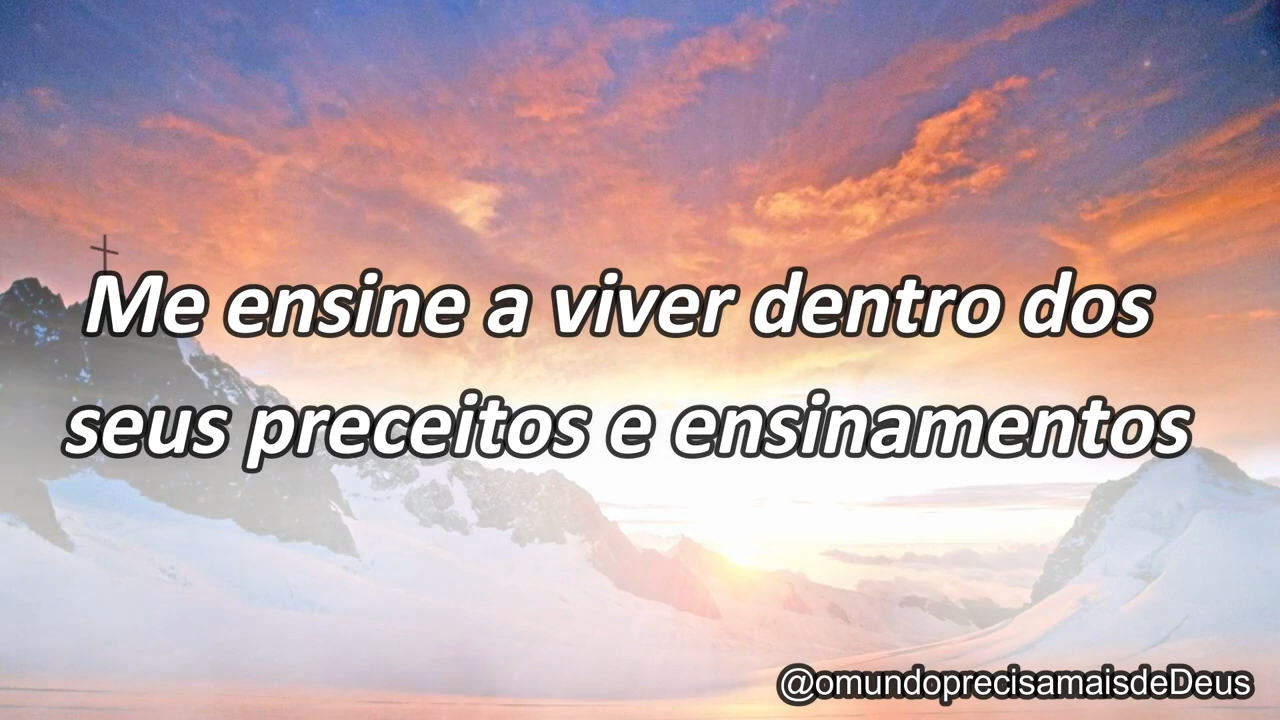 Me ensine a viver dentro dos
seus preceitos e ensinamentos
@omundoprecisamaisdeDeus